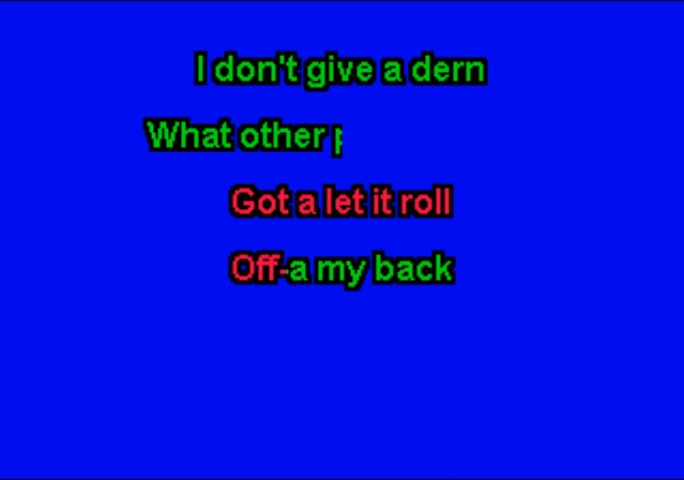 I don't give a dern
What other
Got a let it roll
Off-a my back